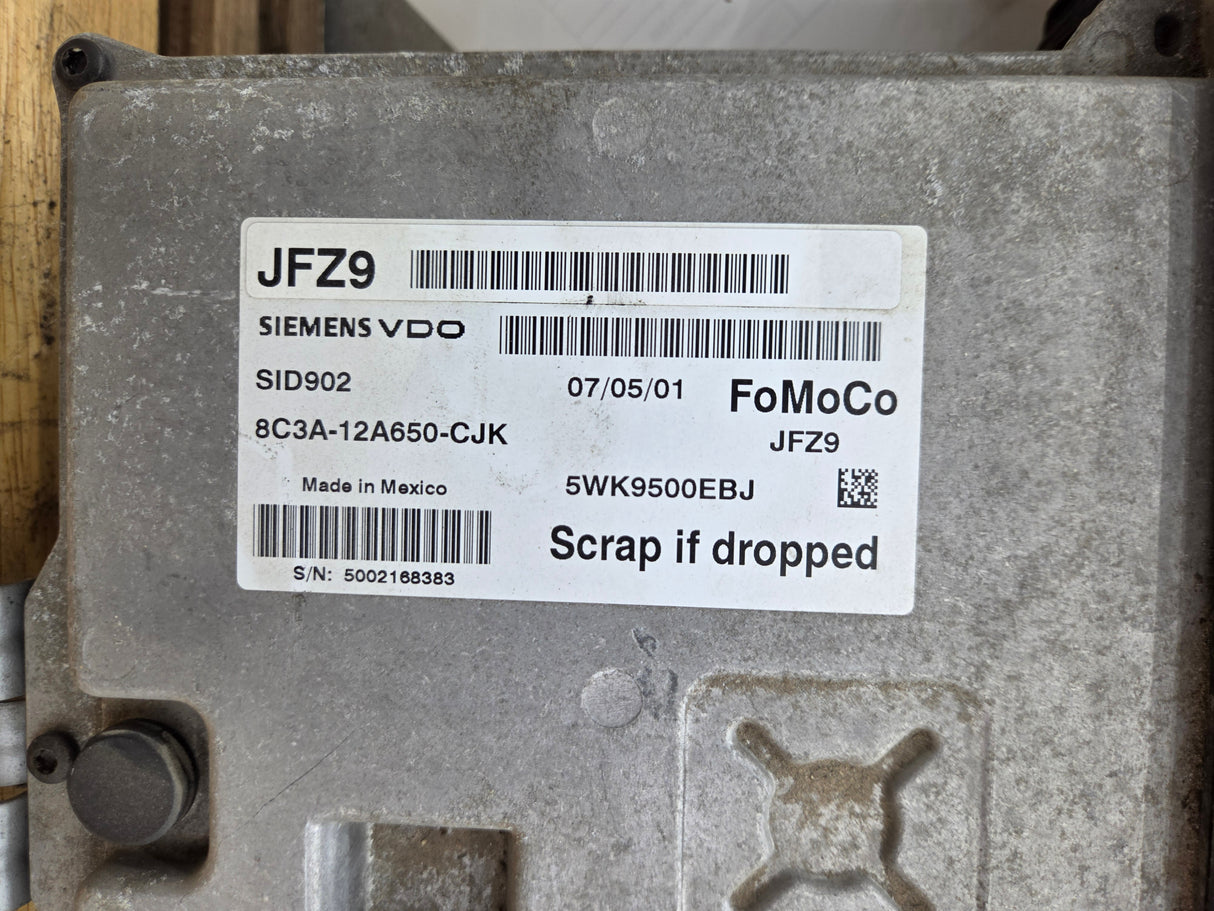 JFZ9
SIEMENS VDO
SID902
07/05/01
FoMoCo
8C3A-12A650-CJK
JFZ9
Made in Mexico
5WK9500EBJ
Scrap if dropped
S/N: 5002168383